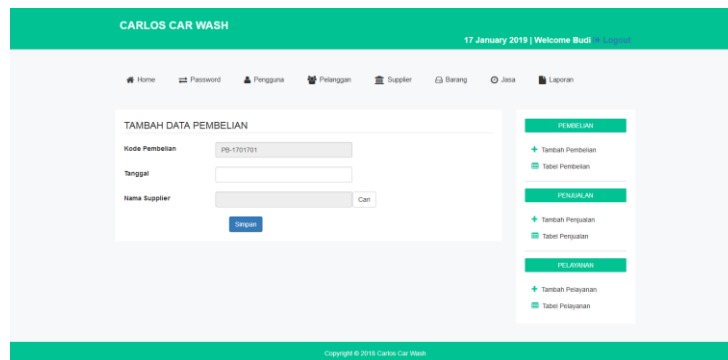 CARLOS CAR WASH
17 January 2019 | Welcome Budi Logout
Home Password Pengguna Pelanggan Supplier Barang Jasa Laporan
TAMBAH DATA PEMBELIAN
Kode Pembelian PB-1701701
Tanggal
Nama Supplier Cari
Simpan
PEMBELIAN
Tambah Pembelian
Tabel Pembelian
PENJUALAN
Tambah Penjualan
Tabel Penjualan
PELAYANAN
Tambah Pelayanan
Tabel Pelayanan
Copyright © 2018 Carlos Car Wash